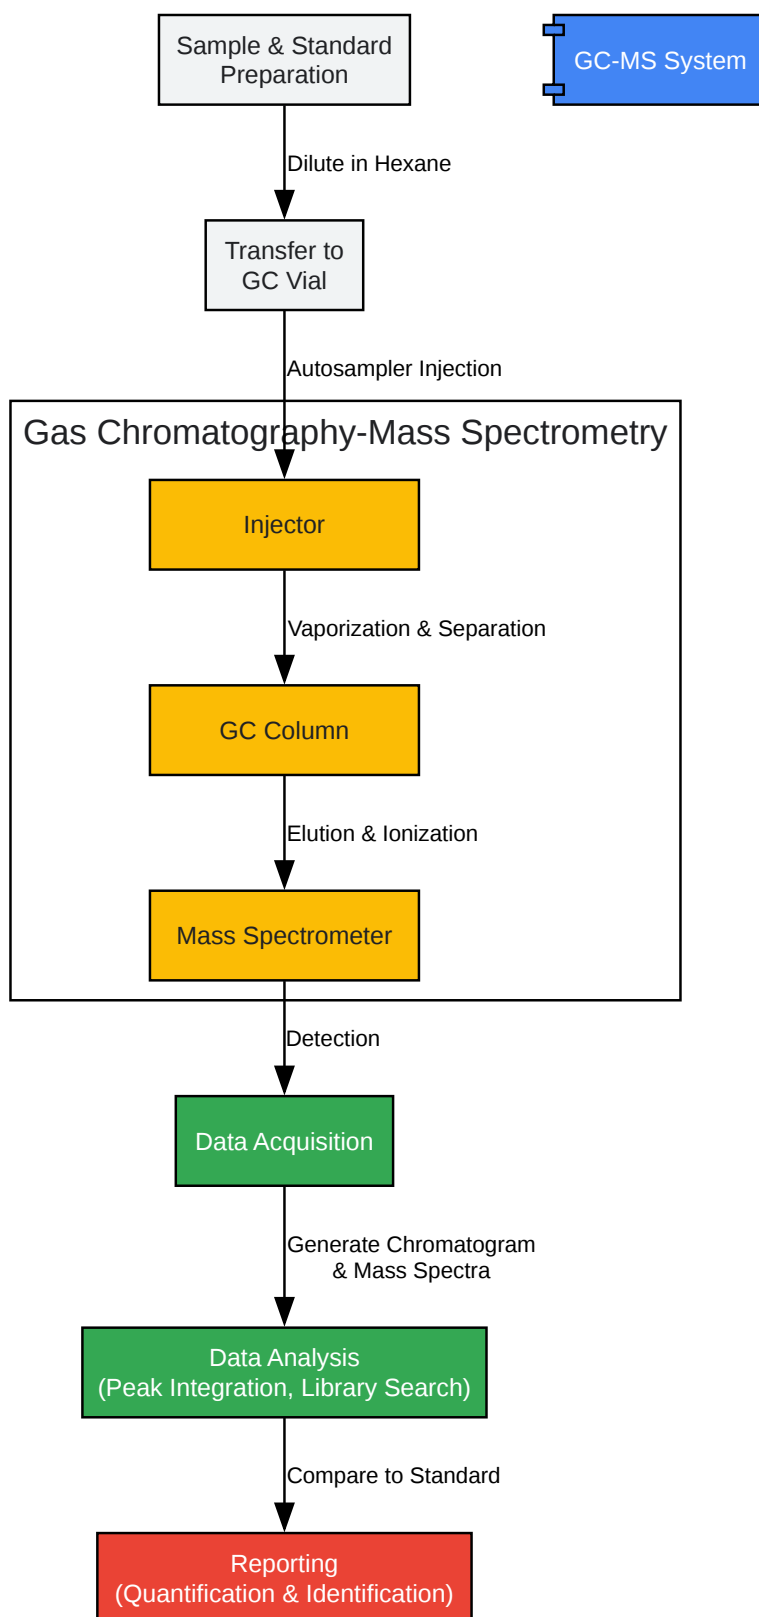 Sample & Standard
Preparation
GC-MS System
Dilute in Hexane
Transfer to
GC Vial
Autosampler Injection
Gas Chromatography-Mass Spectrometry
Injector
Vaporization & Separation
GC Column
Elution & Ionization
Mass Spectrometer
Detection
Data Acquisition
Generate Chromatogram
& Mass Spectra
Data Analysis
(Peak Integration, Library Search)
Compare to Standard
Reporting
(Quantification & Identification)